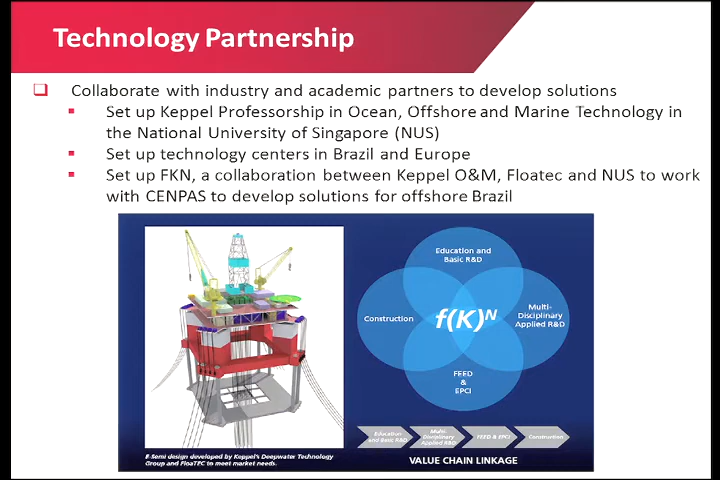 Technology Partnership
Collaborate with industry and academic partners to develop solutions
Set up Keppel Professorship in Ocean, Offshore and Marine Technology in
the National University of Singapore (NUS)
Set up technology centers in Brazil and Europe
Set up FKN, a collaboration between Keppel O&M, Floatec and NUS to work
with CENPAS to develop solutions for offshore Brazil
Education and
Basic R&D
Construction
f(K)ᴺ
Multi-
Disciplinary
Applied R&D
FEED
&
EPCI
Education
and Basic R&D
Multi-
Disciplinary
Applied R&D
FEED & EPCI
Construction
E-Semi design developed by Keppel's Deepwater Technology
Group and FloaTEC to meet market needs.
VALUE CHAIN LINKAGE